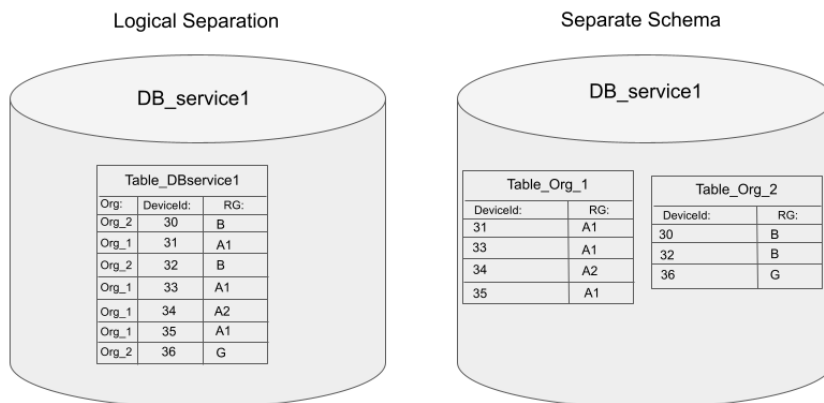 Logical Separation
DB_service1
Table_DBservice1
Org: DeviceId: RG:
Org_2 30 B
Org_1 31 A1
Org_2 32 B
Org_1 33 A1
Org_1 34 A2
Org_1 35 A1
Org_2 36 G
Separate Schema
DB_service1
Table_Org_1
DeviceId: RG:
31 A1
33 A1
34 A2
35 A1
Table_Org_2
DeviceId: RG:
30 B
32 B
36 G